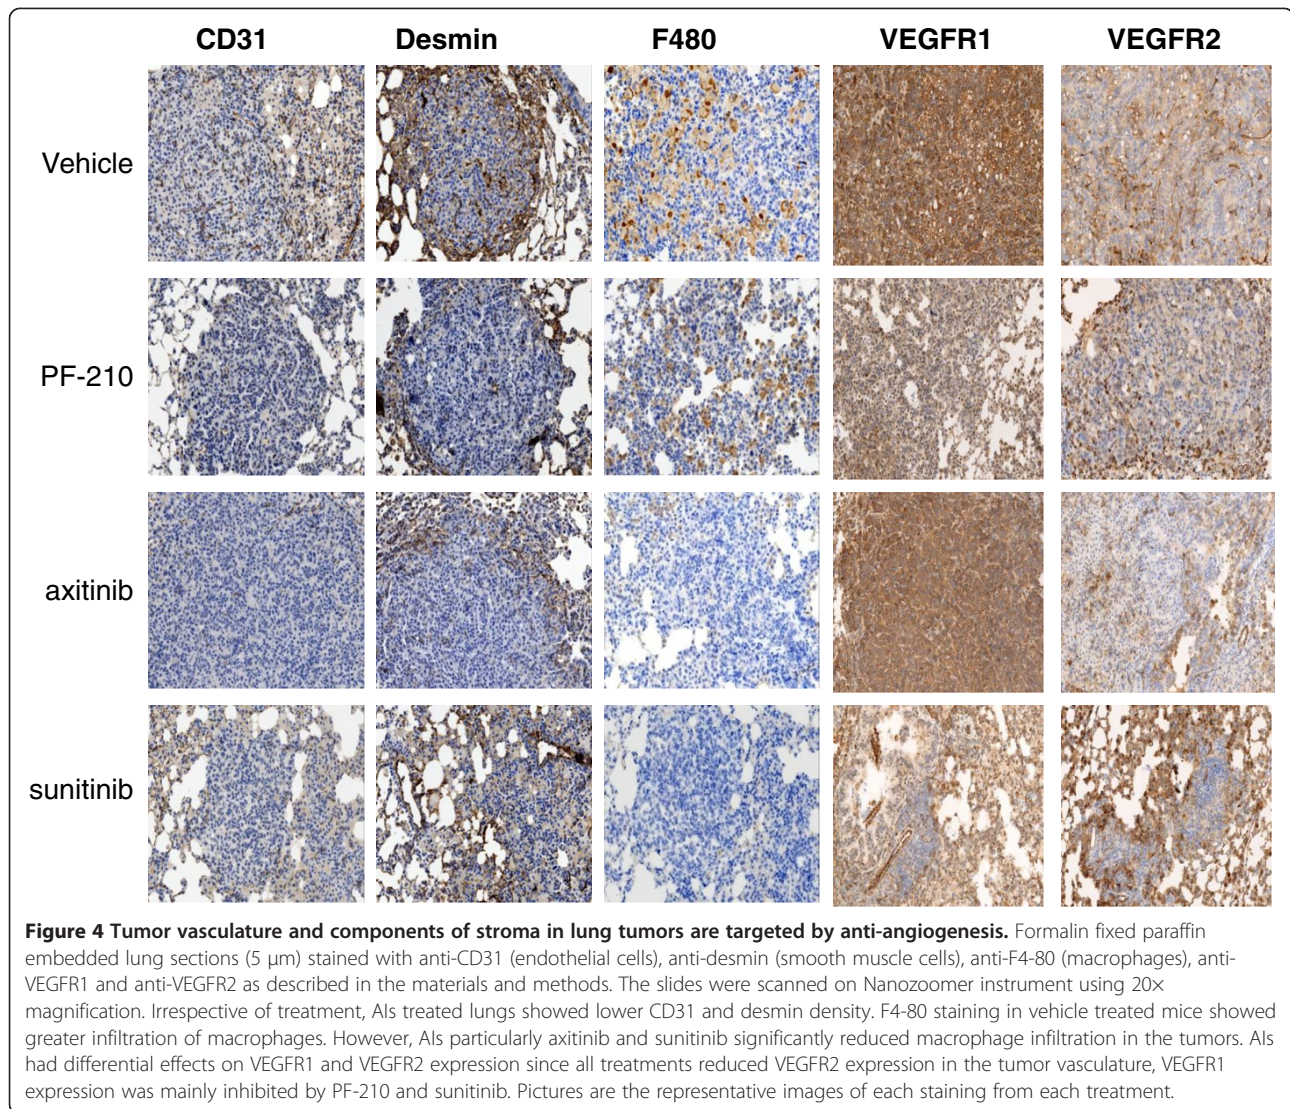 CD31 Desmin F480 VEGFR1 VEGFR2
Vehicle
PF-210
axitinib
sunitinib
Figure 4 Tumor vasculature and components of stroma in lung tumors are targeted by anti-angiogenesis. Formalin fixed paraffin
embedded lung sections (5 μm) stained with anti-CD31 (endothelial cells), anti-desmin (smooth muscle cells), anti-F4-80 (macrophages), anti-
VEGFR1 and anti-VEGFR2 as described in the materials and methods. The slides were scanned on Nanozoomer instrument using 20×
magnification. Irrespective of treatment, AIs treated lungs showed lower CD31 and desmin density. F4-80 staining in vehicle treated mice showed
greater infiltration of macrophages. However, AIs particularly axitinib and sunitinib significantly reduced macrophage infiltration in the tumors. AIs
had differential effects on VEGFR1 and VEGFR2 expression since all treatments reduced VEGFR2 expression in the tumor vasculature, VEGFR1
expression was mainly inhibited by PF-210 and sunitinib. Pictures are the representative images of each staining from each treatment.